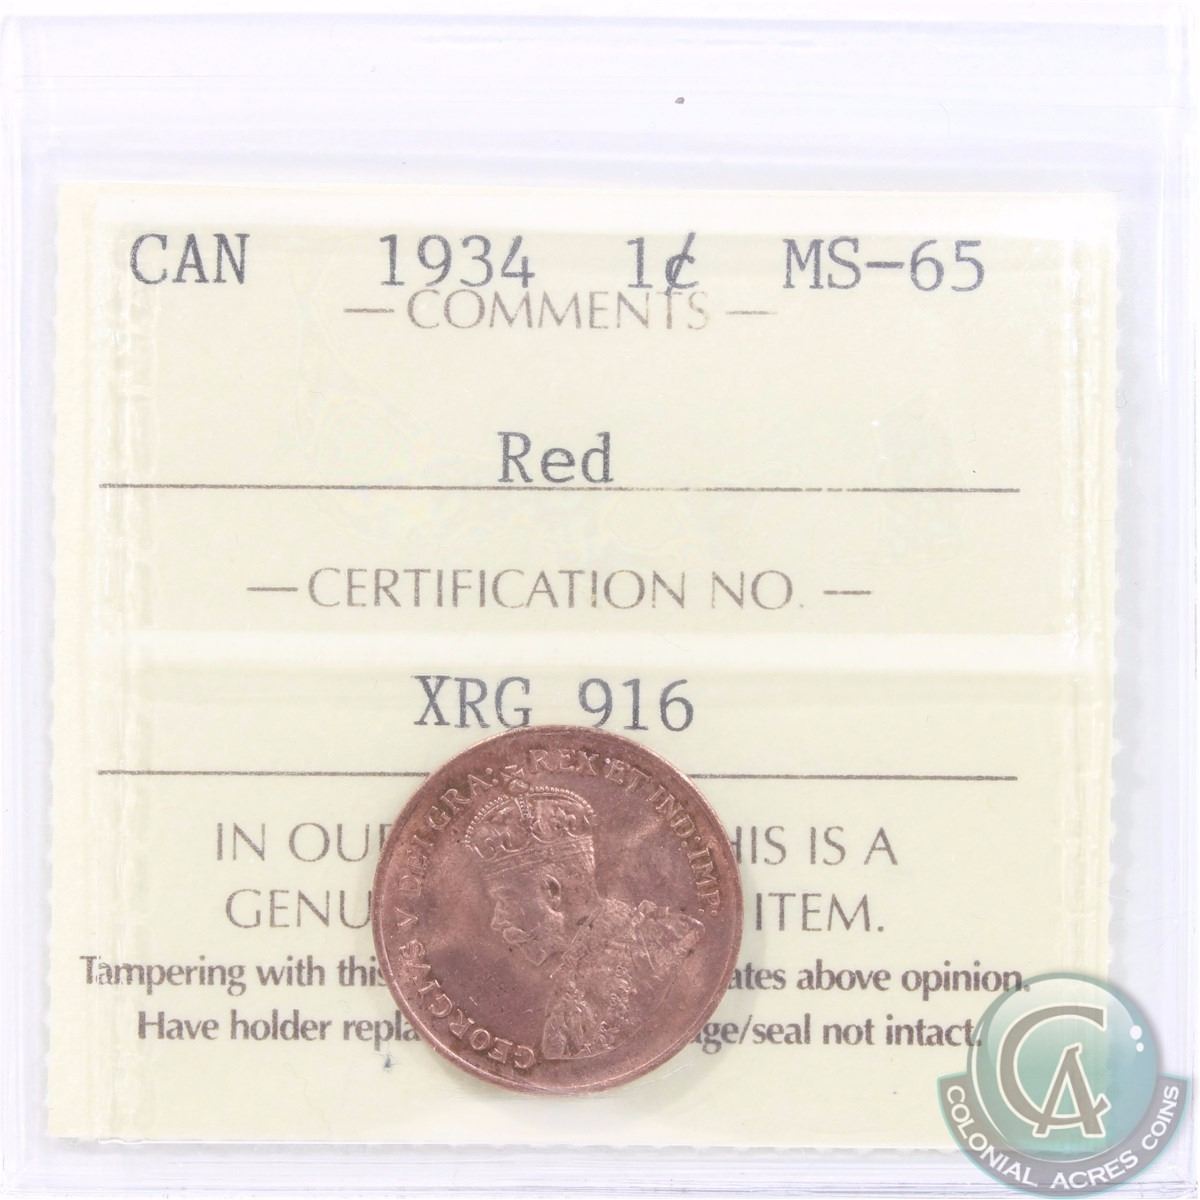 CAN 1934 1¢ MS-65
— COMMENTS —
Red
— CERTIFICATION NO. —
XRG 916
IN OU HIS IS A
GENU ITEM.
Tampering with this ates above opinion.
Have holder repla ge/seal not intact.
GEORGIVS V DEI GRA: REX ET IND: IMP:
CA
COLONIAL ACRES COINS